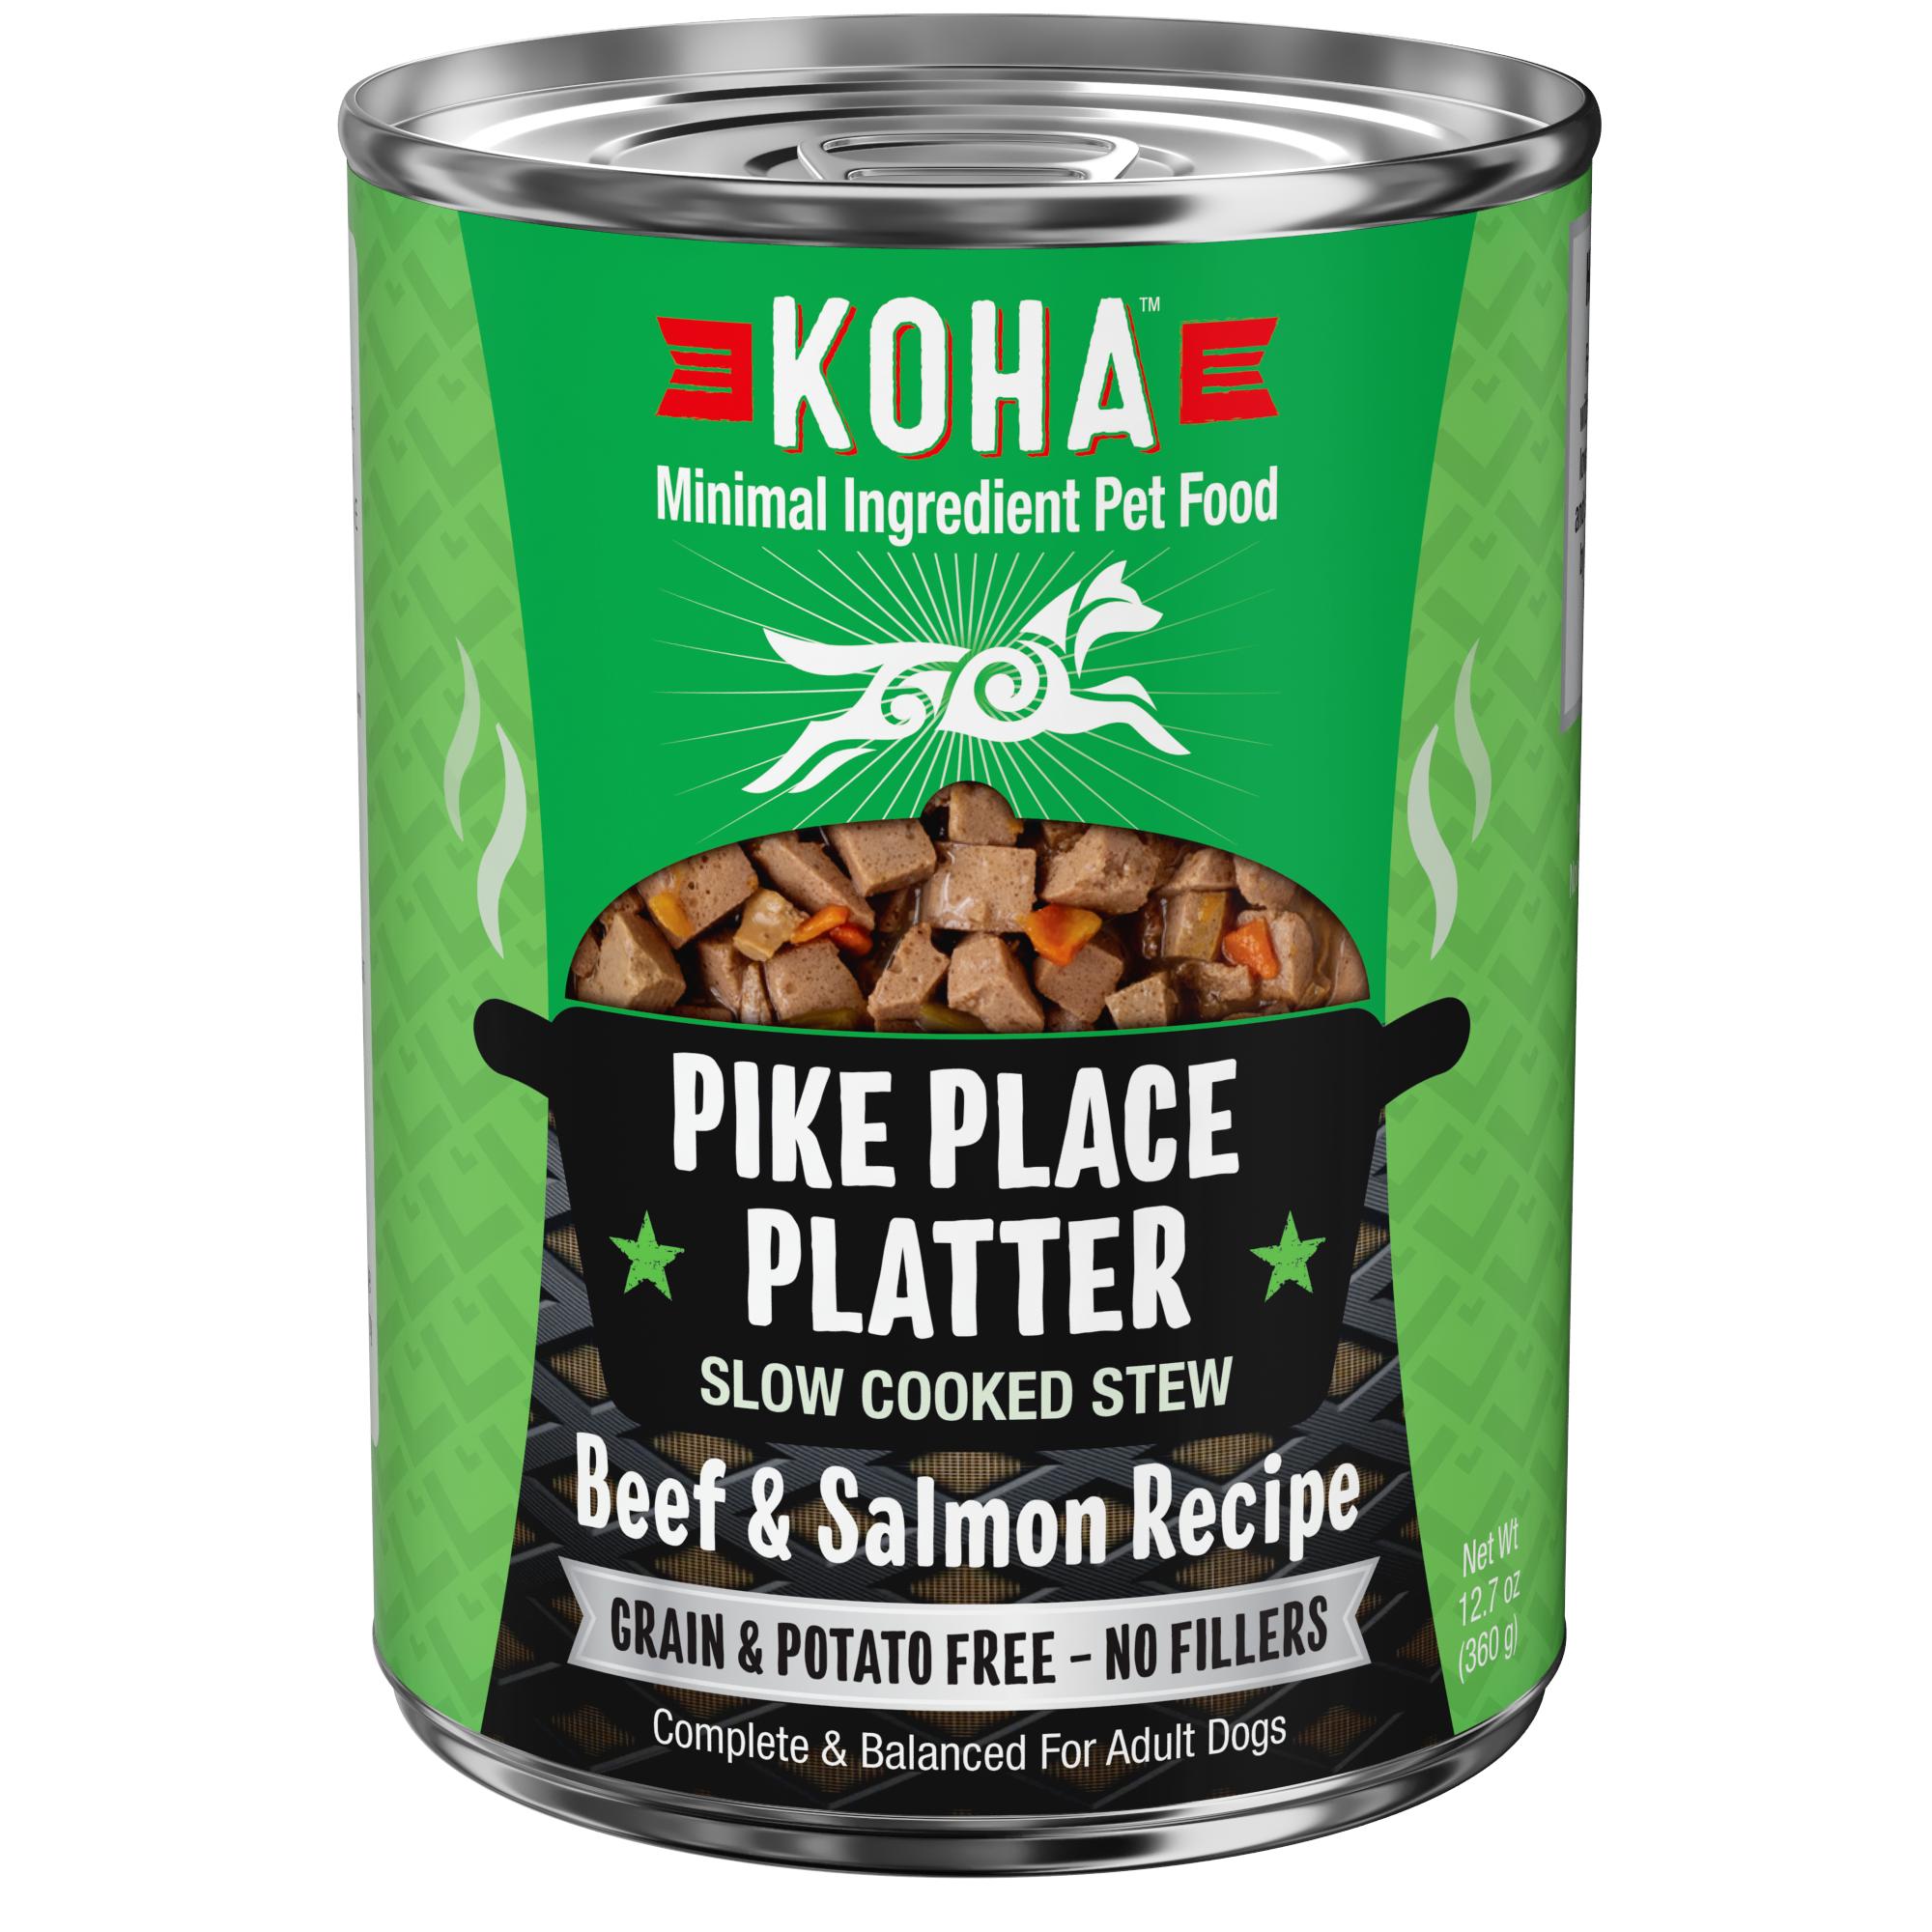 KOHA™
Minimal Ingredient Pet Food
PIKE PLACE
PLATTER
SLOW COOKED STEW
Beef & Salmon Recipe
GRAIN & POTATO FREE – NO FILLERS
Complete & Balanced For Adult Dogs
Net Wt
12.7 oz
(360 g)